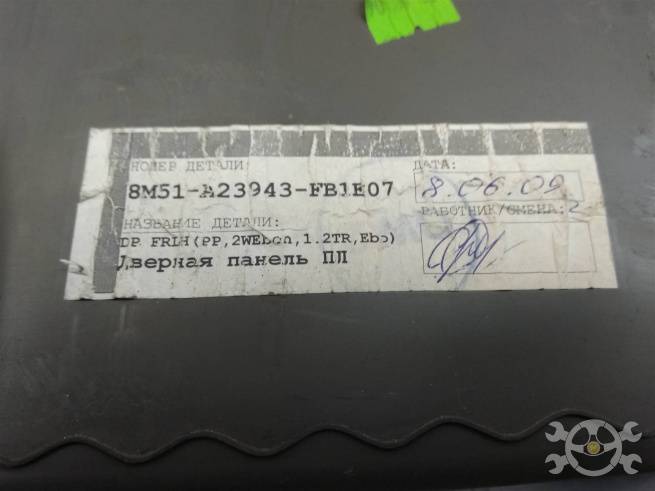 НОМЕР ДЕТАЛИ:
8M51-A23943-FB1E07
НАЗВАНИЕ ДЕТАЛИ:
DP FRLH(PP,2WEBon,1.2TR,Ebo)
Дверная панель ПЛ
ДАТА:
8.06.09
РАБОТНИК/СМЕНА: 2